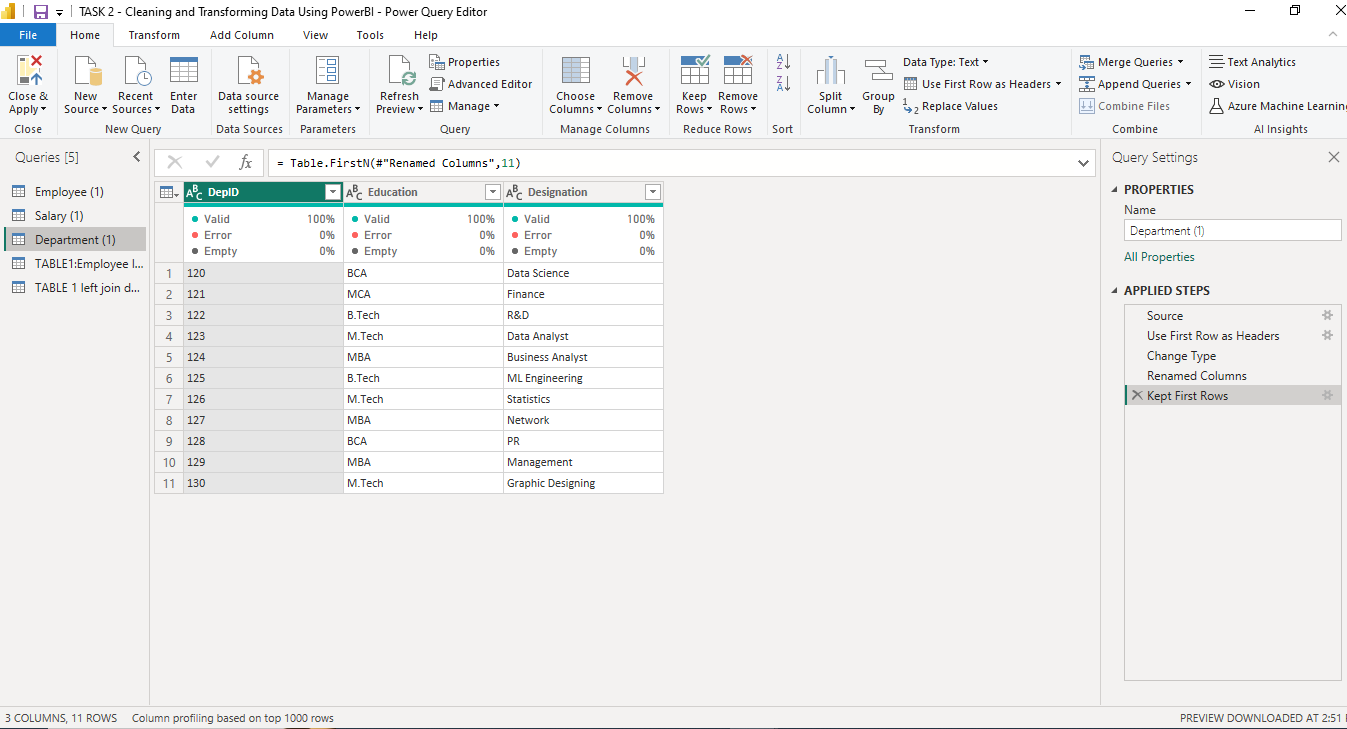 TASK 2 - Cleaning and Transforming Data Using PowerBI - Power Query Editor
File Home Transform Add Column View Tools Help
Close & Apply
Close
New Source
Recent Sources
Enter Data
New Query
Data source settings
Data Sources
Manage Parameters
Parameters
Refresh Preview
Properties
Advanced Editor
Manage
Query
Choose Columns
Remove Columns
Manage Columns
Keep Rows
Remove Rows
Reduce Rows
Sort
Split Column
Group By
Data Type: Text
Use First Row as Headers
Replace Values
Transform
Merge Queries
Append Queries
Combine Files
Combine
Text Analytics
Vision
Azure Machine Learning
AI Insights
Queries [5]
Employee (1)
Salary (1)
Department (1)
TABLE1:Employee l...
TABLE 1 left join d...
fx = Table.FirstN(#"Renamed Columns",11)
DepID Education Designation
Valid 100% Valid 100% Valid 100%
Error 0% Error 0% Error 0%
Empty 0% Empty 0% Empty 0%
1 120 BCA Data Science
2 121 MCA Finance
3 122 B.Tech R&D
4 123 M.Tech Data Analyst
5 124 MBA Business Analyst
6 125 B.Tech ML Engineering
7 126 M.Tech Statistics
8 127 MBA Network
9 128 BCA PR
10 129 MBA Management
11 130 M.Tech Graphic Designing
Query Settings
PROPERTIES
Name
Department (1)
All Properties
APPLIED STEPS
Source
Use First Row as Headers
Change Type
Renamed Columns
Kept First Rows
3 COLUMNS, 11 ROWS Column profiling based on top 1000 rows
PREVIEW DOWNLOADED AT 2:51